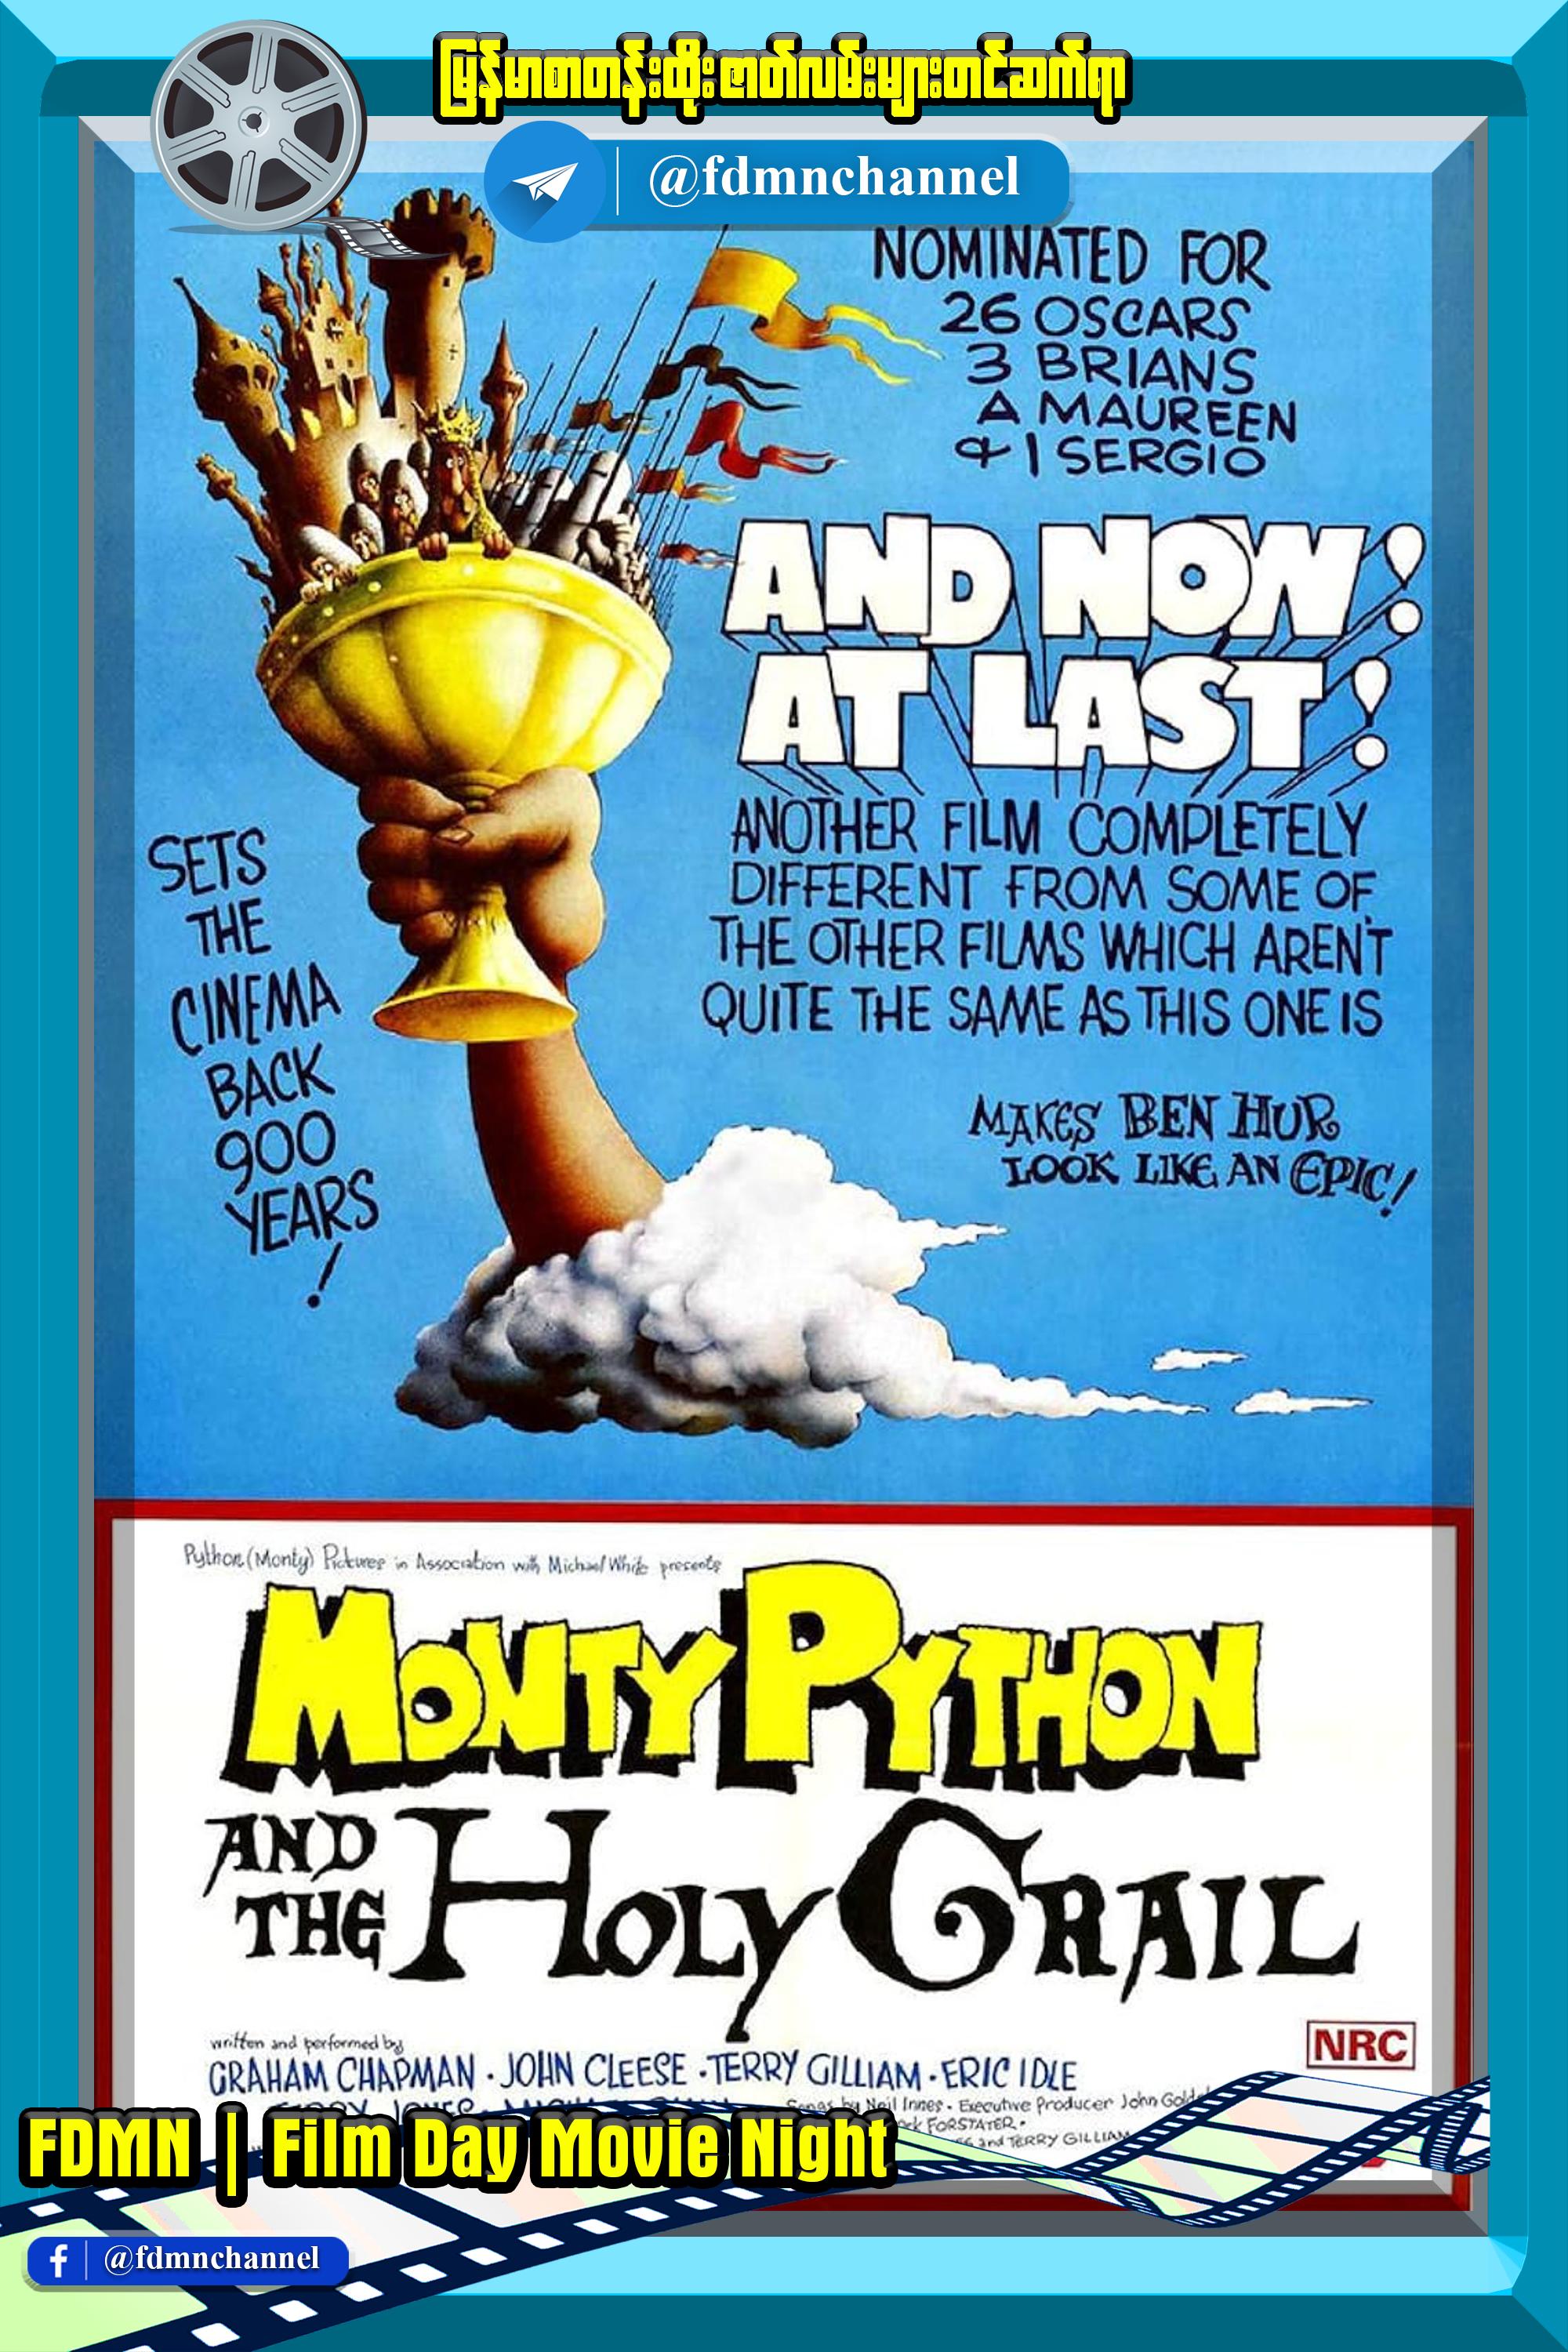 မြန်မာစာတန်းထိုးဇာတ်လမ်းများတင်ဆက်ရာ
@fdmnchannel
NOMINATED FOR
26 OSCARS
3 BRIANS
A MAUREEN
& 1 SERGIO
AND NOW!
AT LAST!
ANOTHER FILM COMPLETELY
DIFFERENT FROM SOME OF
THE OTHER FILMS WHICH AREN'T
QUITE THE SAME AS THIS ONE IS
SETS
THE
CINEMA
BACK
900
YEARS
!
MAKES BEN HUR
LOOK LIKE AN EPIC!
Python (Monty) Pictures in Association with Michael White presents
MONTY PYTHON
AND
THE HOLY GRAIL
NRC
written and performed by
GRAHAM CHAPMAN · JOHN CLEESE · TERRY GILLIAM · ERIC IDLE
Songs by Neil Innes · Executive Producer John
FORSTATER ·
and TERRY GILLIAM
FDMN | Film Day Movie Night
@fdmnchannel